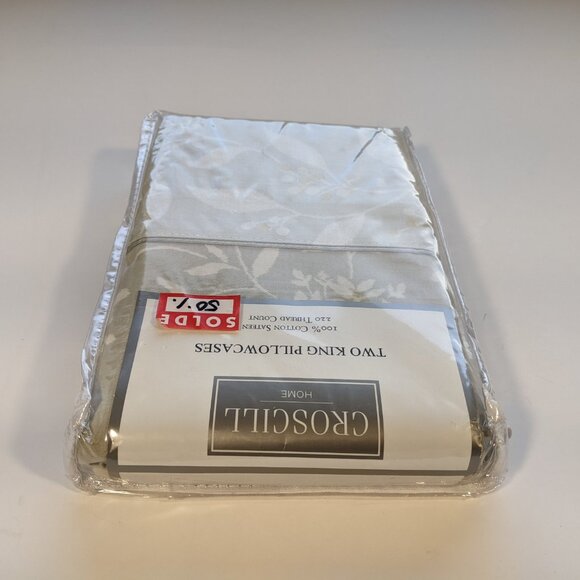 CROSCILL
HOME
TWO KING PILLOWCASES
100% COTTON SATEEN
220 THREAD COUNT
SOLDE
50%